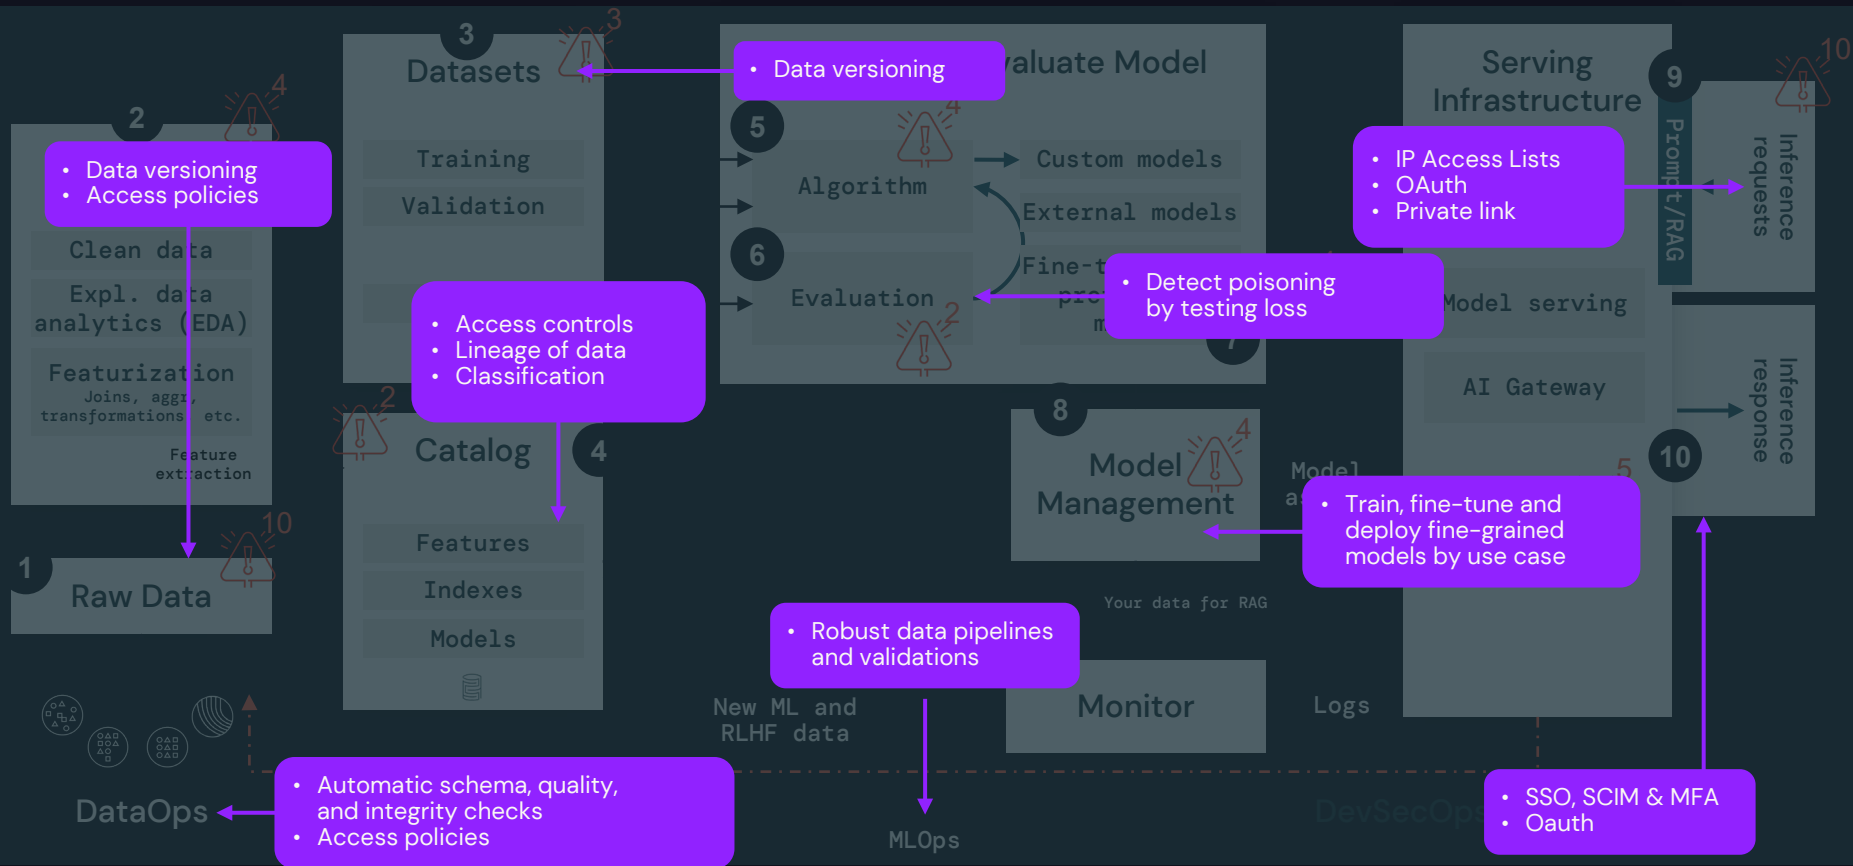 3
3
Datasets
Training
Validation
• Data versioning
valuate Model
5
4
Algorithm
Custom models
External models
6
Evaluation
2
Fine-t
pro
m
7
• Detect poisoning
by testing loss
Serving
Infrastructure
9
10
Prompt/RAG
Inference
requests
• IP Access Lists
• OAuth
• Private link
Model serving
AI Gateway
Inference
response
5
10
2
4
• Data versioning
• Access policies
Clean data
Expl. data
analytics (EDA)
Featurization
Joins, aggr,
transformations, etc.
Feature
extraction
• Access controls
• Lineage of data
• Classification
2
Catalog
4
Features
Indexes
Models
1
10
Raw Data
8
4
Model
Management
Model
as
• Train, fine-tune and
deploy fine-grained
models by use case
Your data for RAG
• Robust data pipelines
and validations
New ML and
RLHF data
Monitor
Logs
DataOps
• Automatic schema, quality,
and integrity checks
• Access policies
MLOps
DevSecOps
• SSO, SCIM & MFA
• Oauth